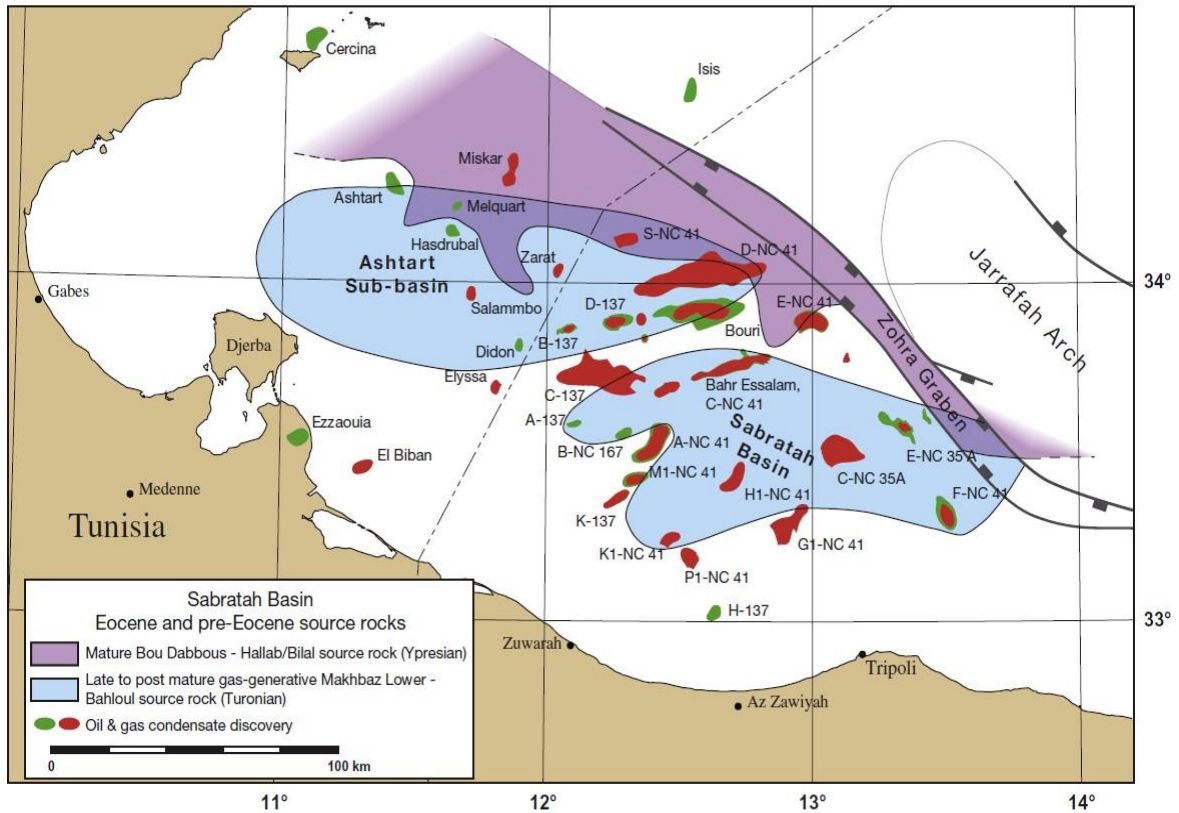 Cercina
Isis
Miskar
Ashtart
Melquart
Hasdrubal
S-NC 41
D-NC 41
Zarat
Ashtart
Sub-basin
Jarrafah Arch
34°
Gabes
Salammbo
D-137
E-NC 41
Bouri
Zohra Graben
Djerba
Didon
B-137
Elyssa
C-137
Bahr Essalam,
C-NC 41
A-137
Ezzaouia
B-NC 167
A-NC 41
Sabratah
Basin
E-NC 35A
El Biban
M1-NC 41
C-NC 35A
Medenne
H1-NC 41
F-NC 41
K-137
Tunisia
G1-NC 41
K1-NC 41
P1-NC 41
H-137
33°
Zuwarah
Tripoli
Az Zawiyah
Sabratah Basin
Eocene and pre-Eocene source rocks
Mature Bou Dabbous - Hallab/Bilal source rock (Ypresian)
Late to post mature gas-generative Makhbaz Lower -
Bahloul source rock (Turonian)
Oil & gas condensate discovery
0 100 km
11° 12° 13° 14°